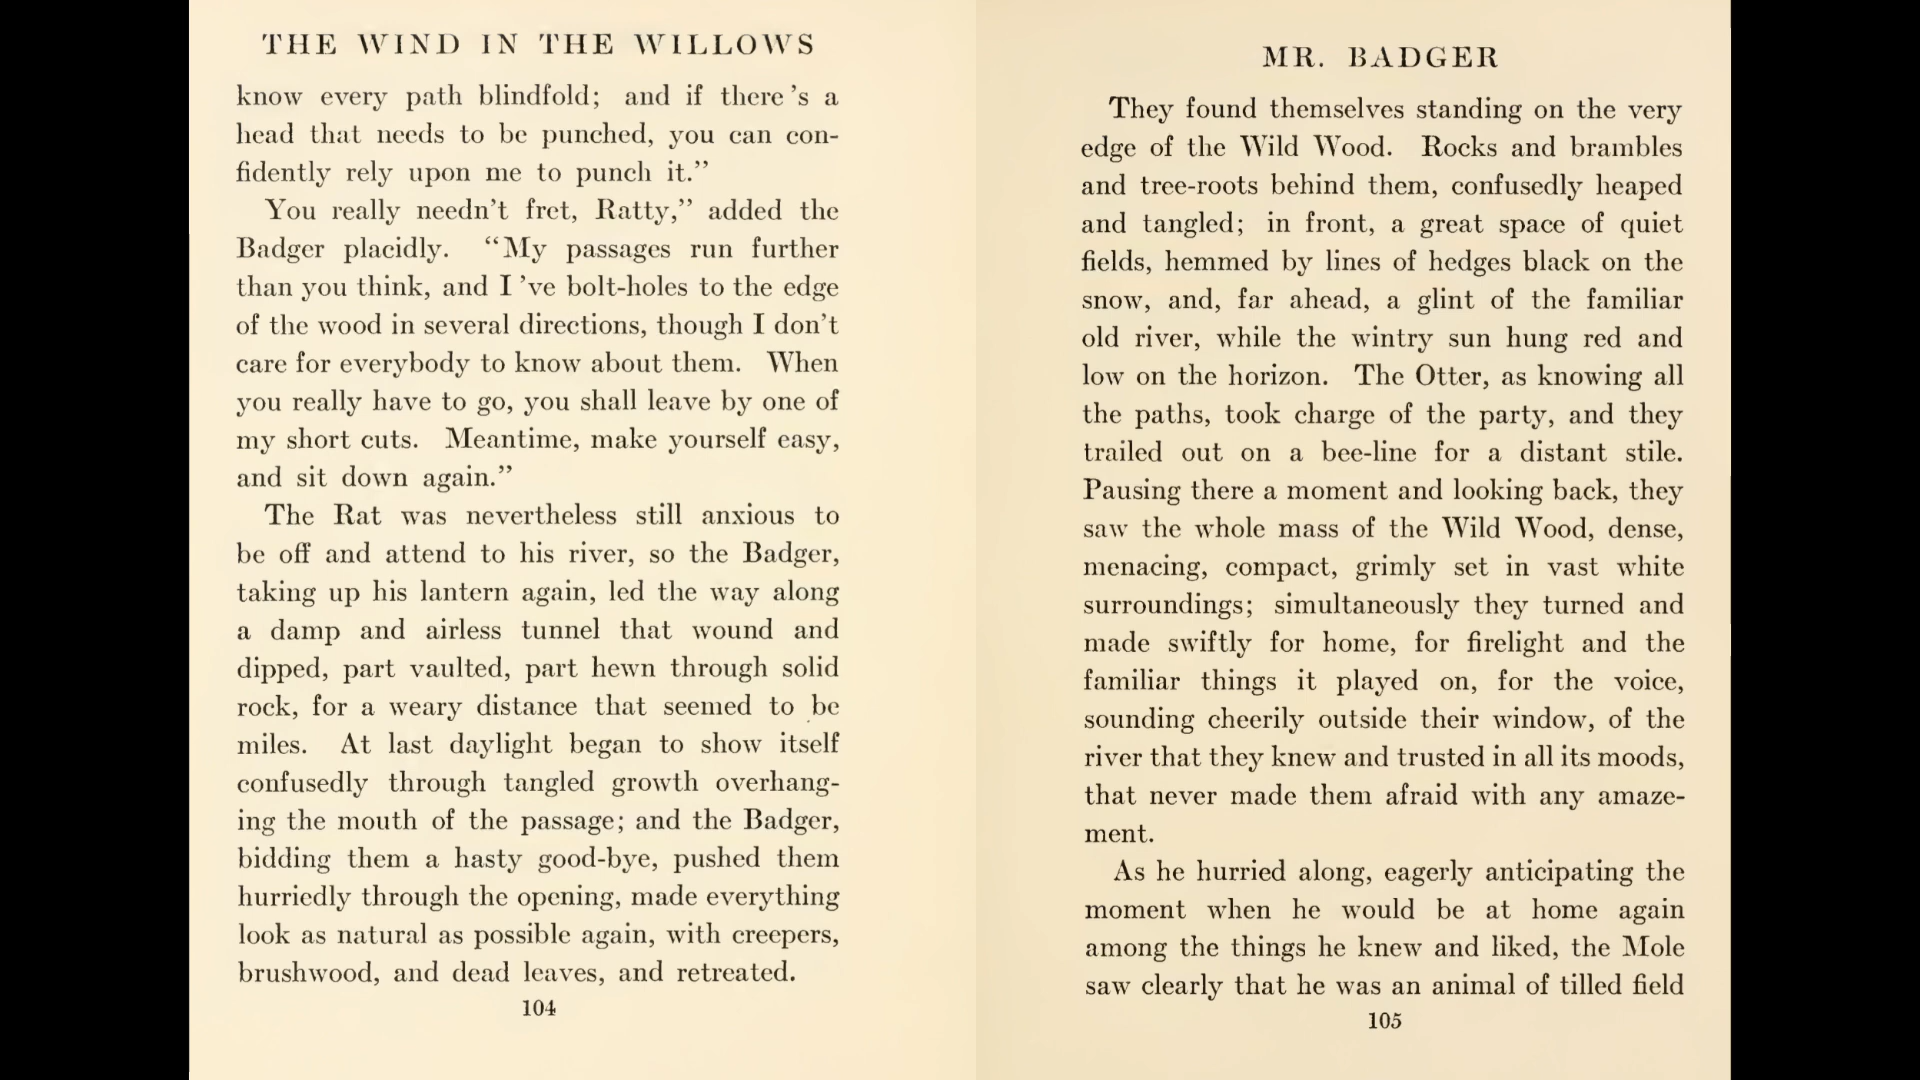 THE WIND IN THE WILLOWS
know every path blindfold; and if there's a
head that needs to be punched, you can con-
fidently rely upon me to punch it."
You really needn't fret, Ratty," added the
Badger placidly. "My passages run further
than you think, and I 've bolt-holes to the edge
of the wood in several directions, though I don't
care for everybody to know about them. When
you really have to go, you shall leave by one of
my short cuts. Meantime, make yourself easy,
and sit down again."
The Rat was nevertheless still anxious to
be off and attend to his river, so the Badger,
taking up his lantern again, led the way along
a damp and airless tunnel that wound and
dipped, part vaulted, part hewn through solid
rock, for a weary distance that seemed to be
miles. At last daylight began to show itself
confusedly through tangled growth overhang-
ing the mouth of the passage; and the Badger,
bidding them a hasty good-bye, pushed them
hurriedly through the opening, made everything
look as natural as possible again, with creepers,
brushwood, and dead leaves, and retreated.
104
MR. BADGER
They found themselves standing on the very
edge of the Wild Wood. Rocks and brambles
and tree-roots behind them, confusedly heaped
and tangled; in front, a great space of quiet
fields, hemmed by lines of hedges black on the
snow, and, far ahead, a glint of the familiar
old river, while the wintry sun hung red and
low on the horizon. The Otter, as knowing all
the paths, took charge of the party, and they
trailed out on a bee-line for a distant stile.
Pausing there a moment and looking back, they
saw the whole mass of the Wild Wood, dense,
menacing, compact, grimly set in vast white
surroundings; simultaneously they turned and
made swiftly for home, for firelight and the
familiar things it played on, for the voice,
sounding cheerily outside their window, of the
river that they knew and trusted in all its moods,
that never made them afraid with any amaze-
ment.
As he hurried along, eagerly anticipating the
moment when he would be at home again
among the things he knew and liked, the Mole
saw clearly that he was an animal of tilled field
105